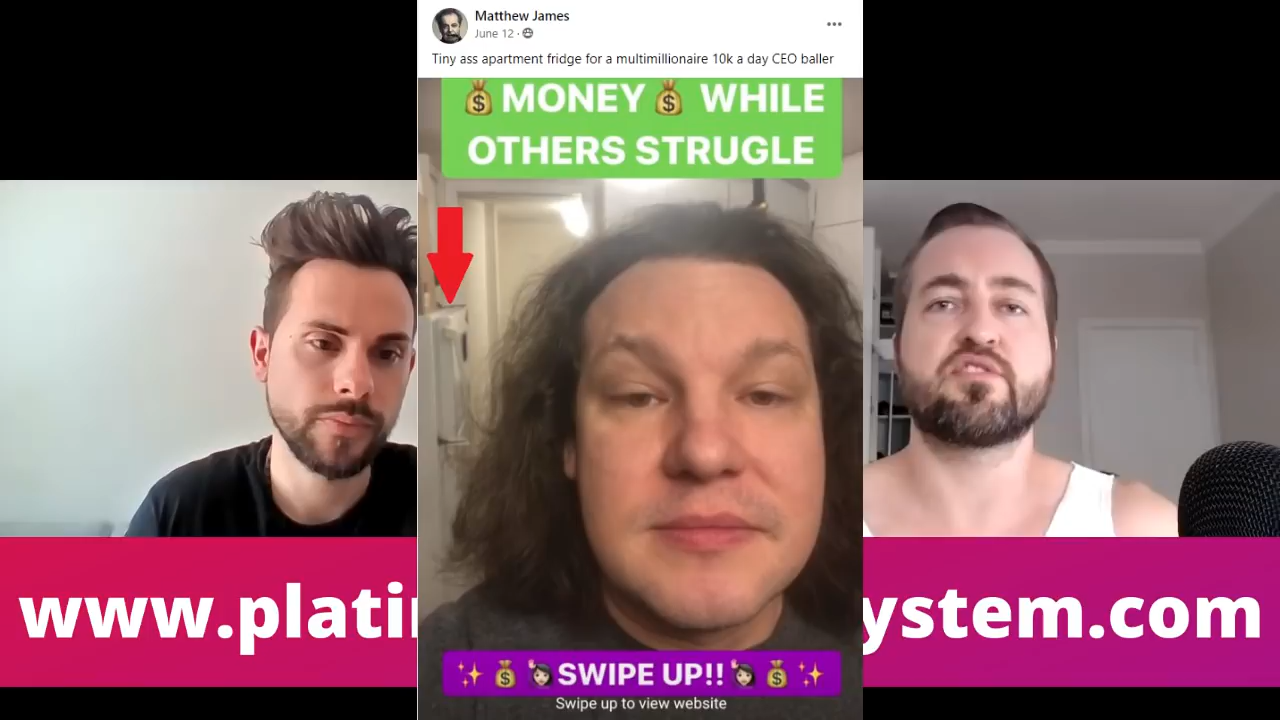 Matthew James
June 12
Tiny ass apartment fridge for a multimillionaire 10k a day CEO baller
💰MONEY💰 WHILE
OTHERS STRUGLE
www.plati
ystem.com
✨💰🙋🏻‍♀️SWIPE UP!!🙋🏻‍♀️💰✨
Swipe up to view website